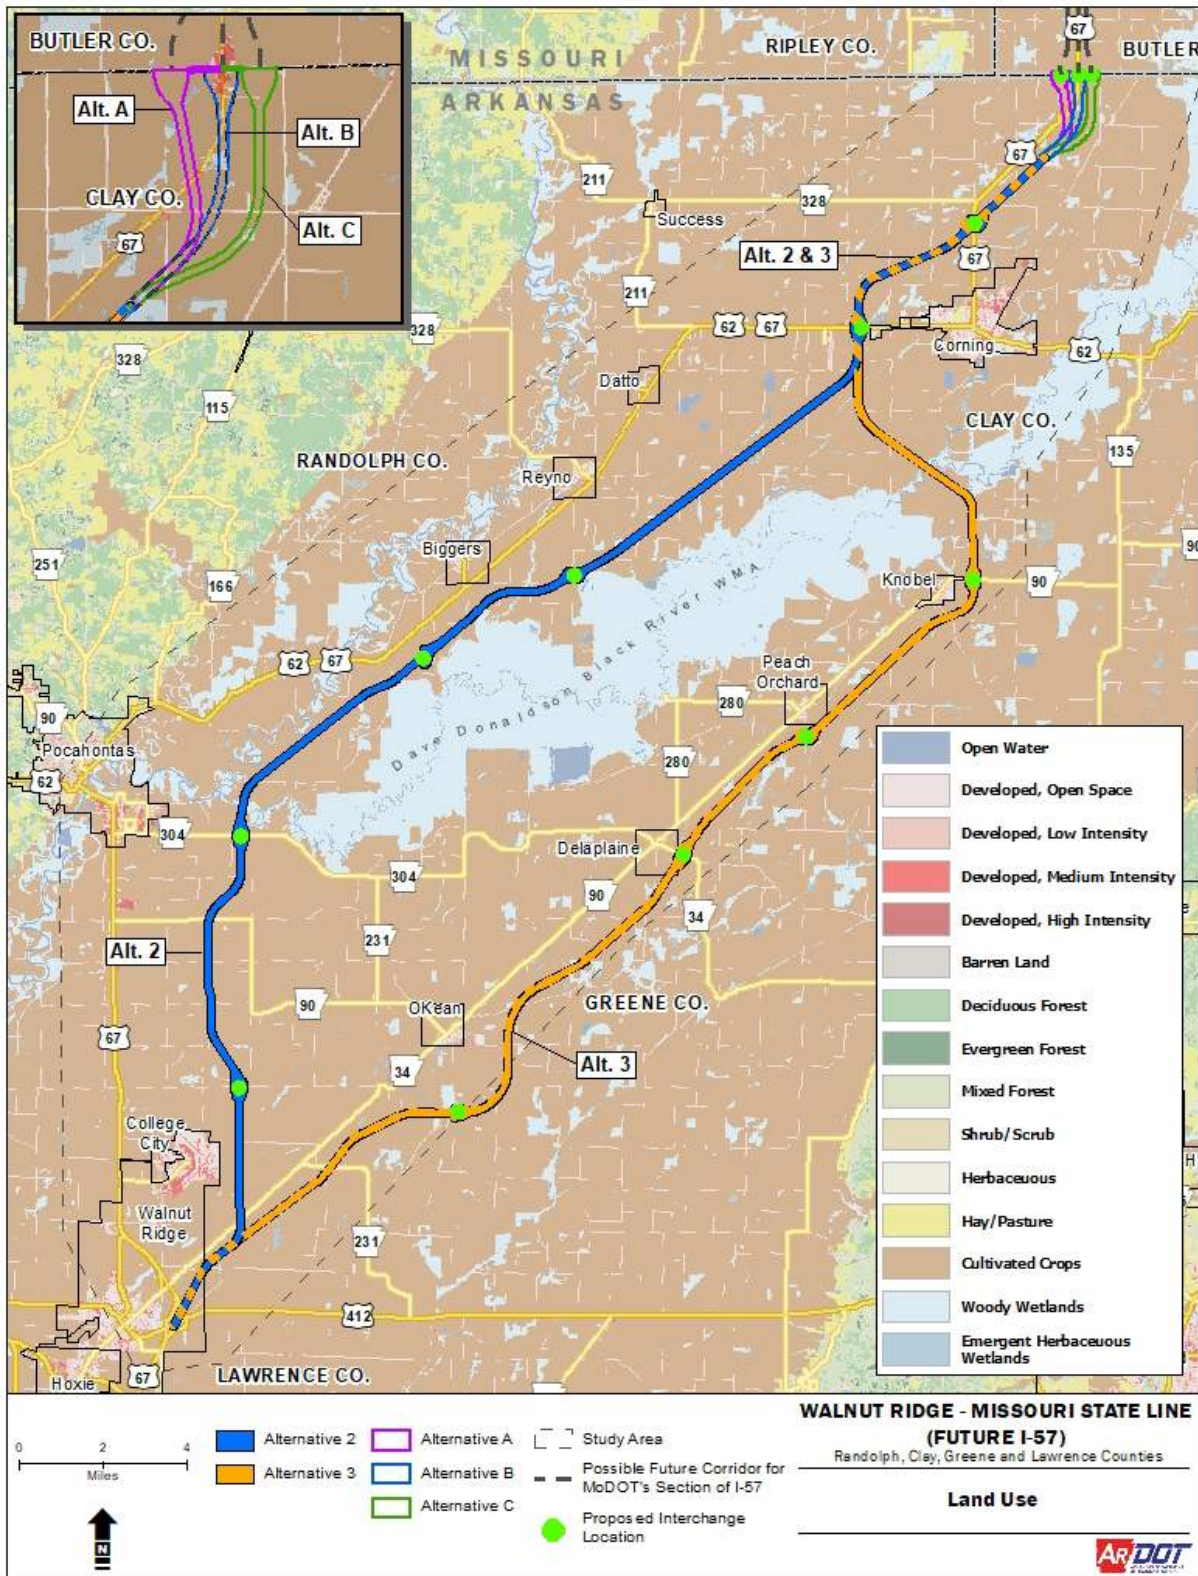 BUTLER CO.
Alt. A
Alt. B
CLAY CO.
Alt. C
67
MISSOURI
ARKANSAS
RIPLEY CO.
67
BUTLER
67
211
328
Success
Alt. 2 & 3
67
211
328
62
67
Corning
62
328
Datto
115
CLAY CO.
RANDOLPH CO.
135
Reyno
Biggers
251
166
90
Knobel
90
Dave Donaldson Black River WMA
62
67
Peach
Orchard
280
90
Pocahontas
62
280
304
Delaplaine
304
90
34
231
Alt. 2
90
OKean
GREENE CO.
67
34
Alt. 3
College
City
Walnut
Ridge
231
412
67
LAWRENCE CO.
Hoxie
Open Water
Developed, Open Space
Developed, Low Intensity
Developed, Medium Intensity
Developed, High Intensity
Barren Land
Deciduous Forest
Evergreen Forest
Mixed Forest
Shrub/Scrub
Herbaceuous
Hay/Pasture
Cultivated Crops
Woody Wetlands
Emergent Herbaceuous
Wetlands
0 2 4
Miles
N
Alternative 2
Alternative 3
Alternative A
Alternative B
Alternative C
Study Area
Possible Future Corridor for
MoDOT's Section of I-57
Proposed Interchange
Location
WALNUT RIDGE - MISSOURI STATE LINE
(FUTURE I-57)
Randolph, Clay, Greene and Lawrence Counties
Land Use
ARDOT